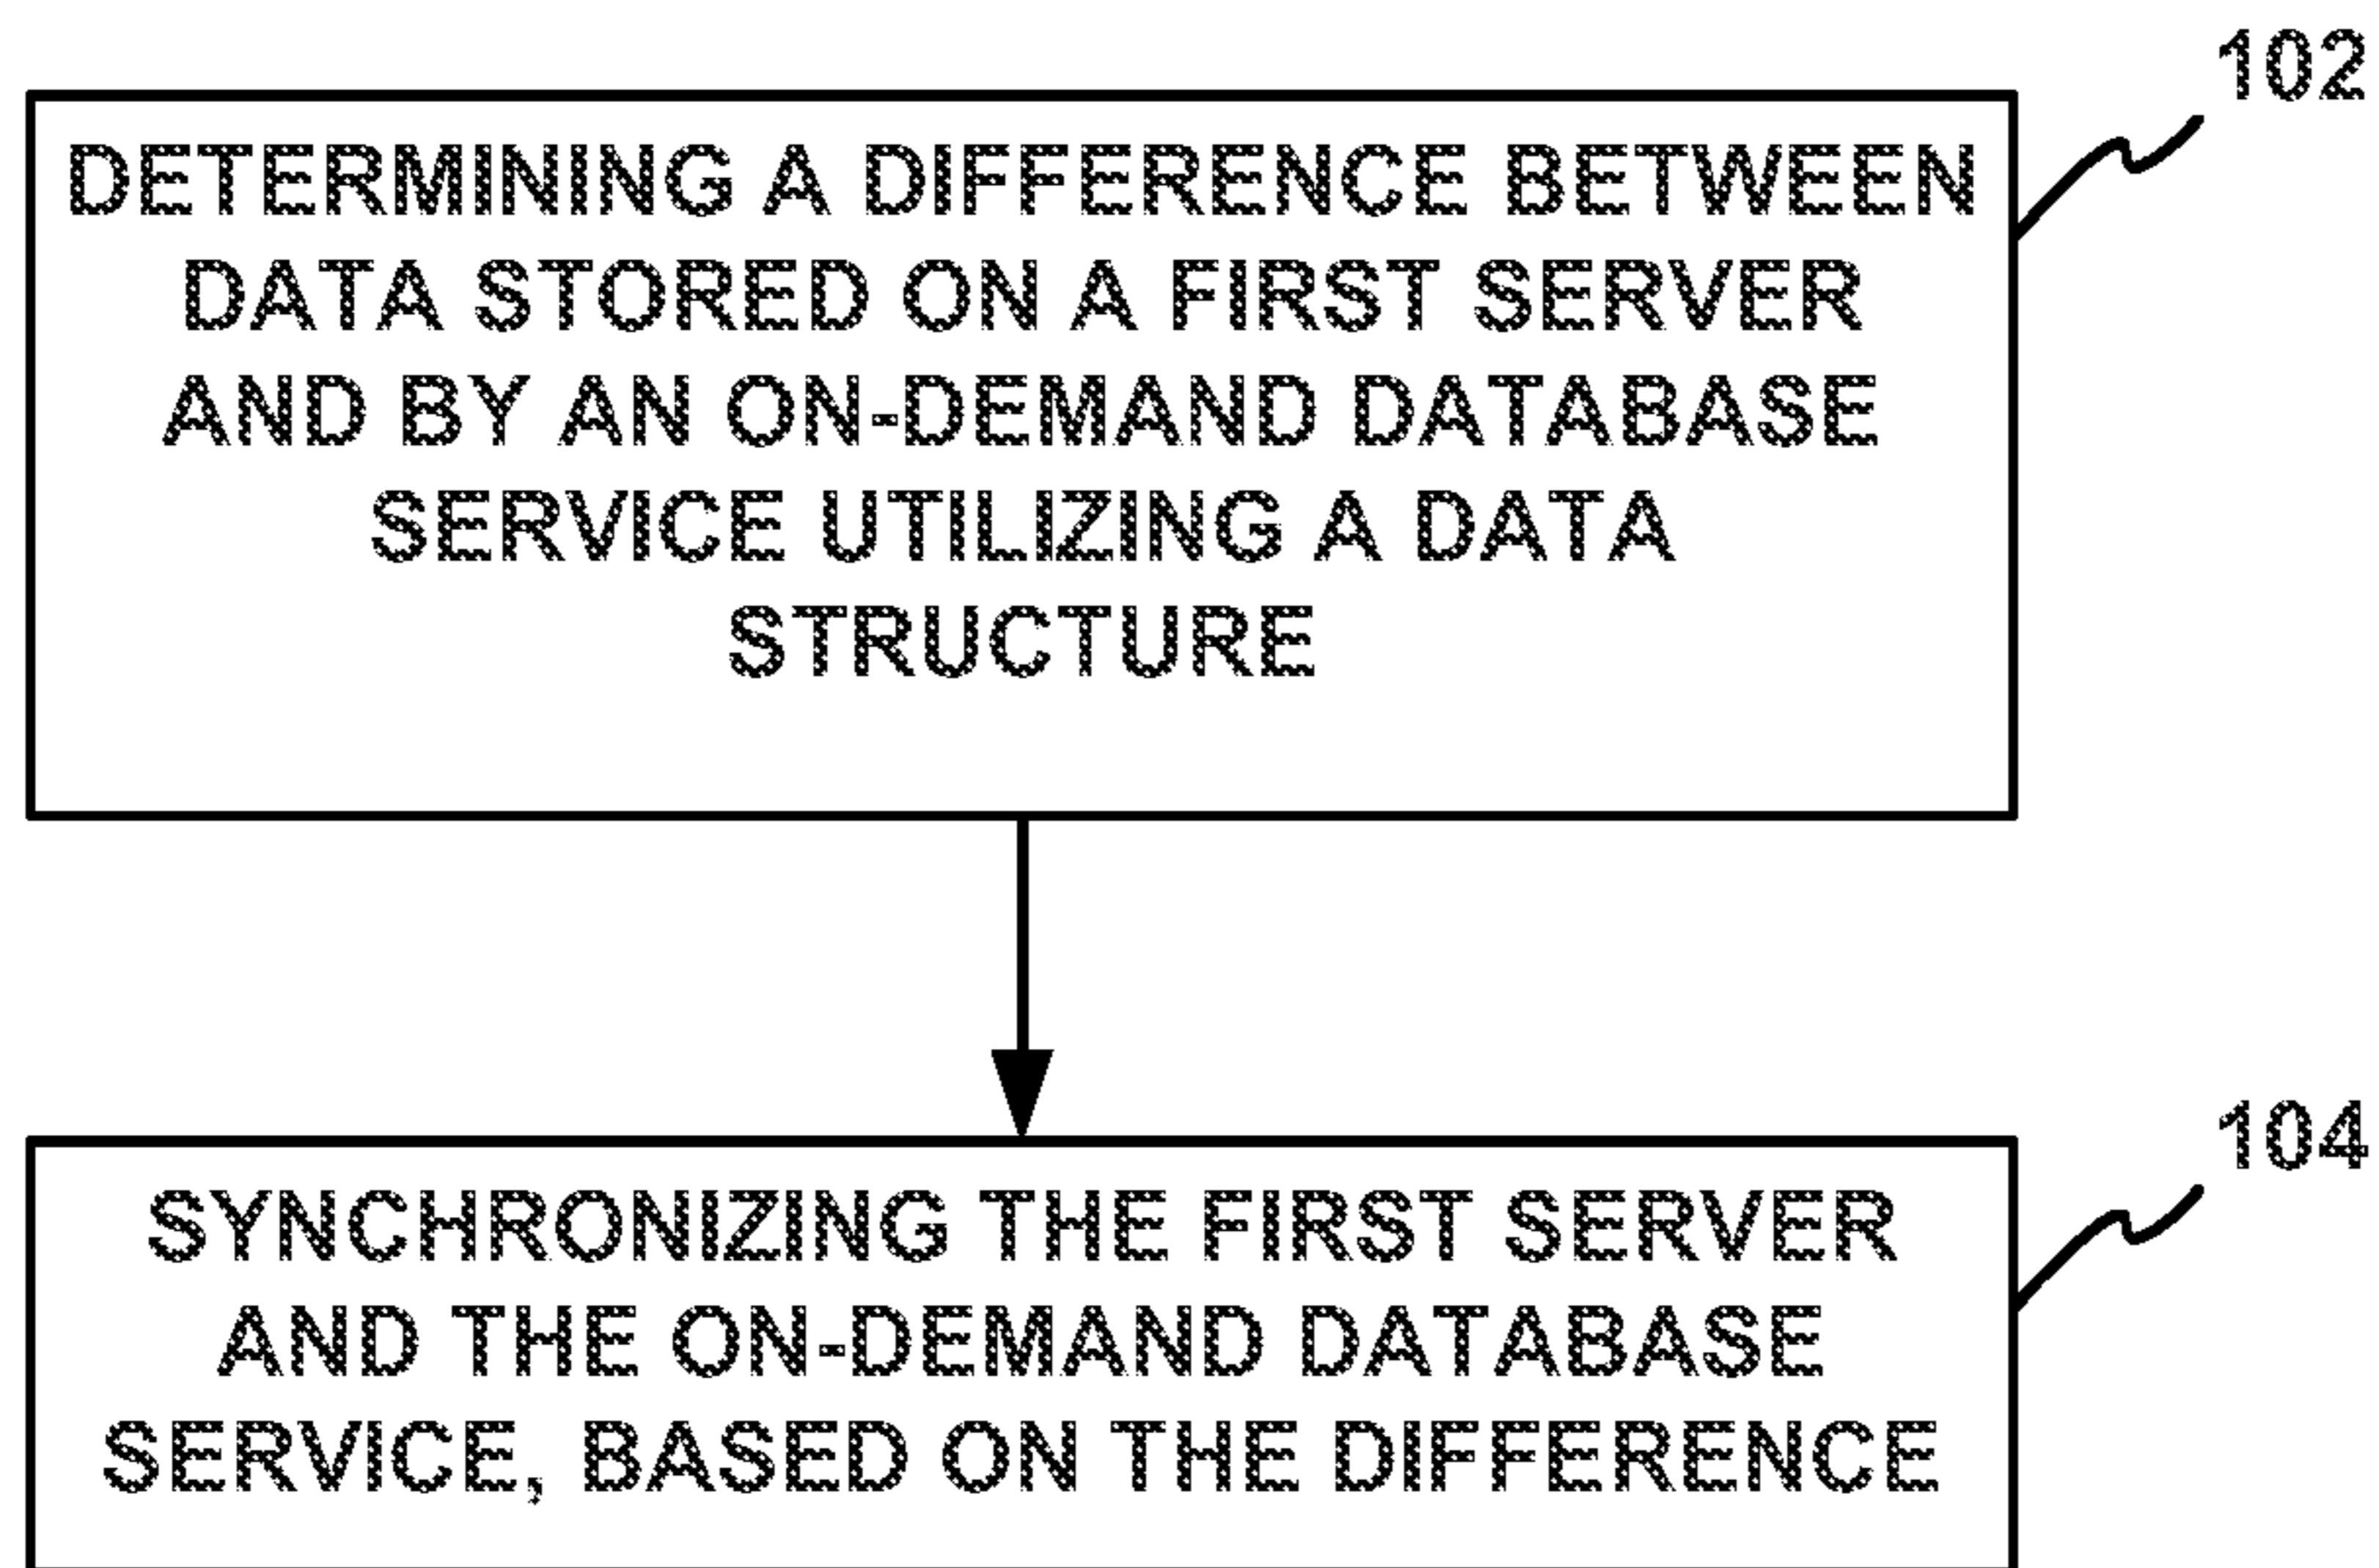 102
DETERMINING A DIFFERENCE BETWEEN
DATA STORED ON A FIRST SERVER
AND BY AN ON-DEMAND DATABASE
SERVICE UTILIZING A DATA
STRUCTURE
104
SYNCHRONIZING THE FIRST SERVER
AND THE ON-DEMAND DATABASE
SERVICE, BASED ON THE DIFFERENCE